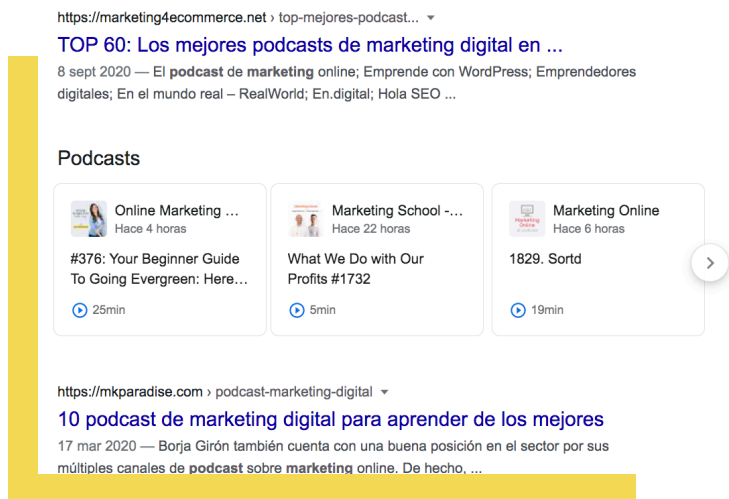 https://marketing4ecommerce.net › top-mejores-podcast...
TOP 60: Los mejores podcasts de marketing digital en ...
8 sept 2020 — El podcast de marketing online; Emprende con WordPress; Emprendedores
digitales; En el mundo real – RealWorld; En.digital; Hola SEO ...
Podcasts
Online Marketing ...
Hace 4 horas
#376: Your Beginner Guide
To Going Evergreen: Here...
25min
Marketing School -...
Hace 22 horas
What We Do with Our
Profits #1732
5min
Marketing Online
Hace 6 horas
1829. Sortd
19min
https://mkparadise.com › podcast-marketing-digital
10 podcast de marketing digital para aprender de los mejores
17 mar 2020 — Borja Girón también cuenta con una buena posición en el sector por sus
múltiples canales de podcast sobre marketing online. De hecho, ...